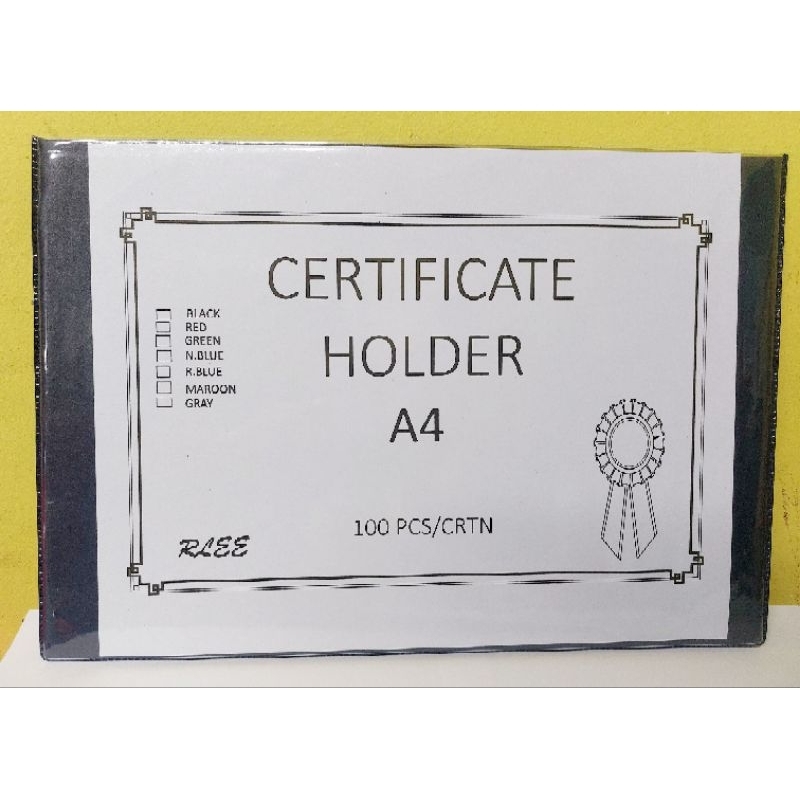 CERTIFICATE
HOLDER
A4
BLACK
RED
GREEN
N.BLUE
R.BLUE
MAROON
GRAY
100 PCS/CRTN
RLEE